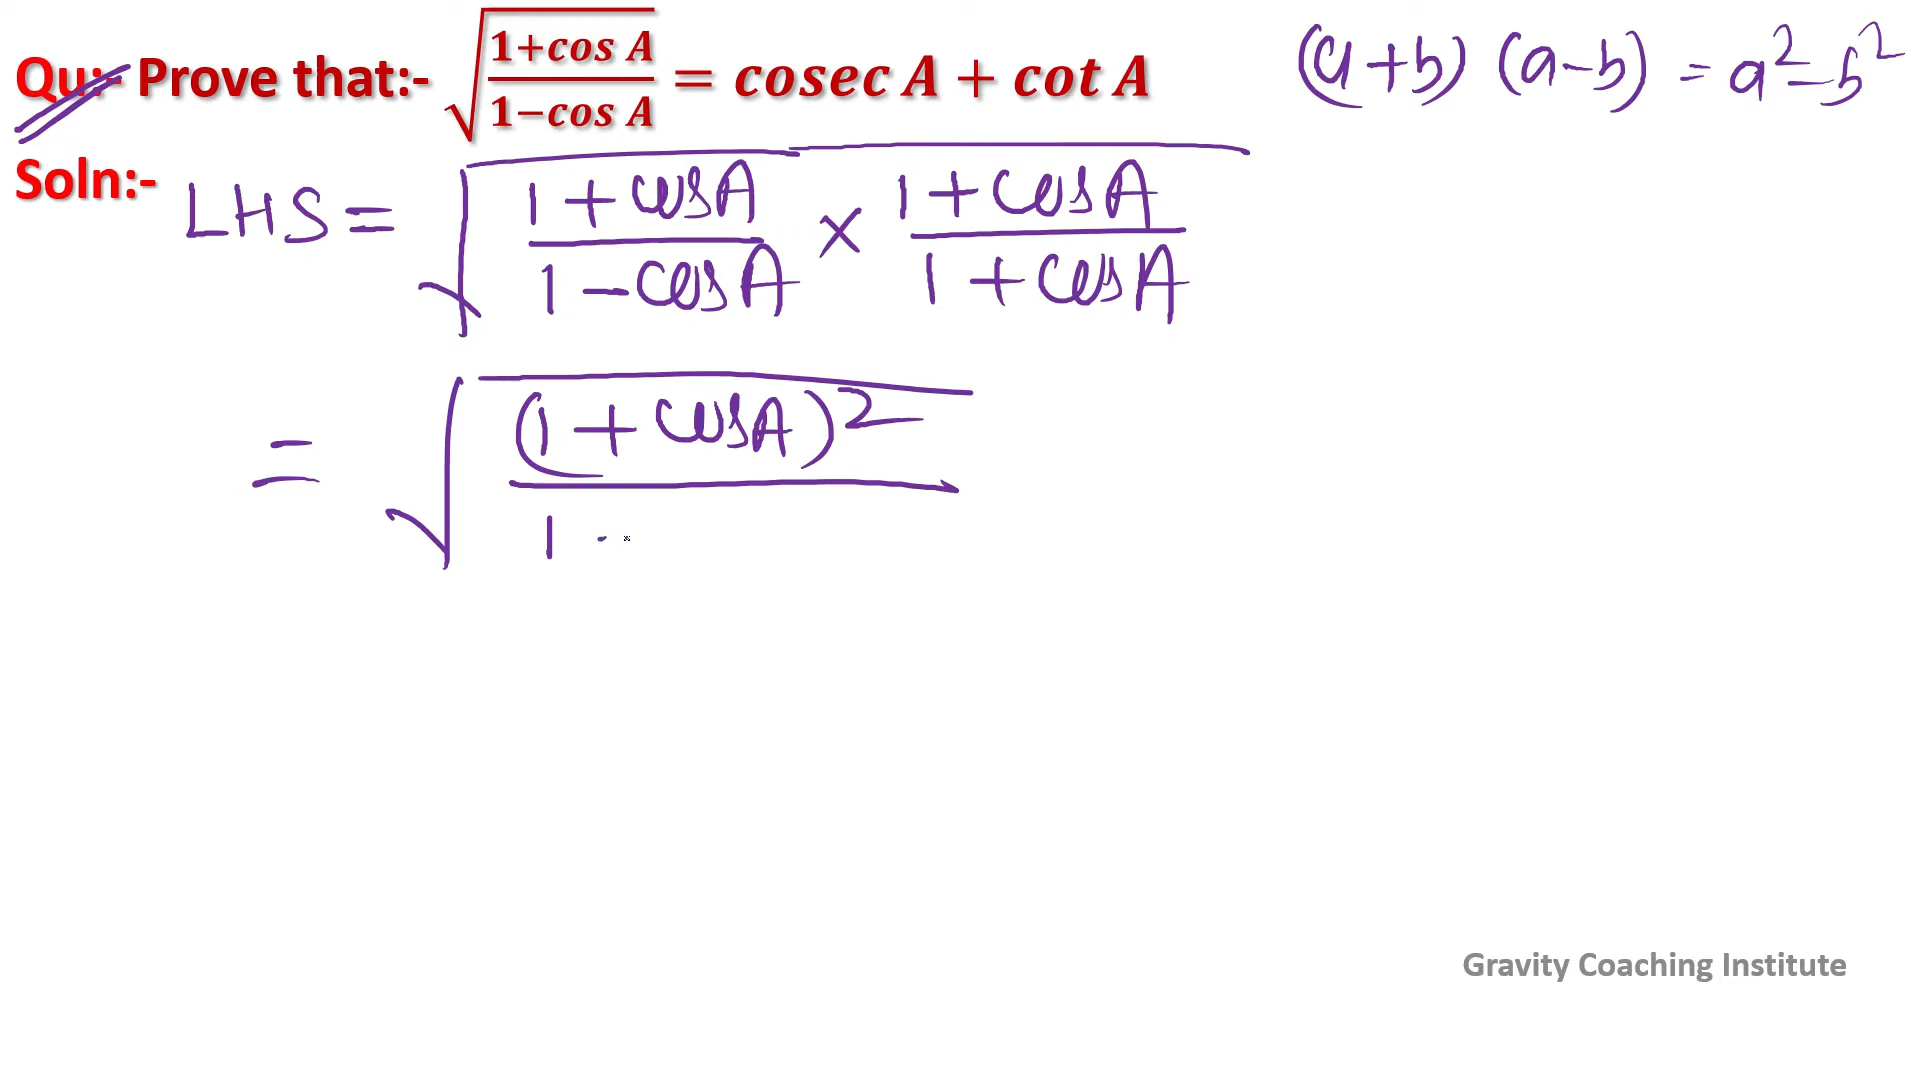 Qu:- Prove that:- √((1+cos A)/(1−cos A)) = cosec A + cot A
(a+b) (a-b) = a²-b²
Soln:- LHS = √((1+cosA)/(1-cosA) × (1+cosA)/(1+cosA))
= √((1+cosA)²/(1 -
Gravity Coaching Institute